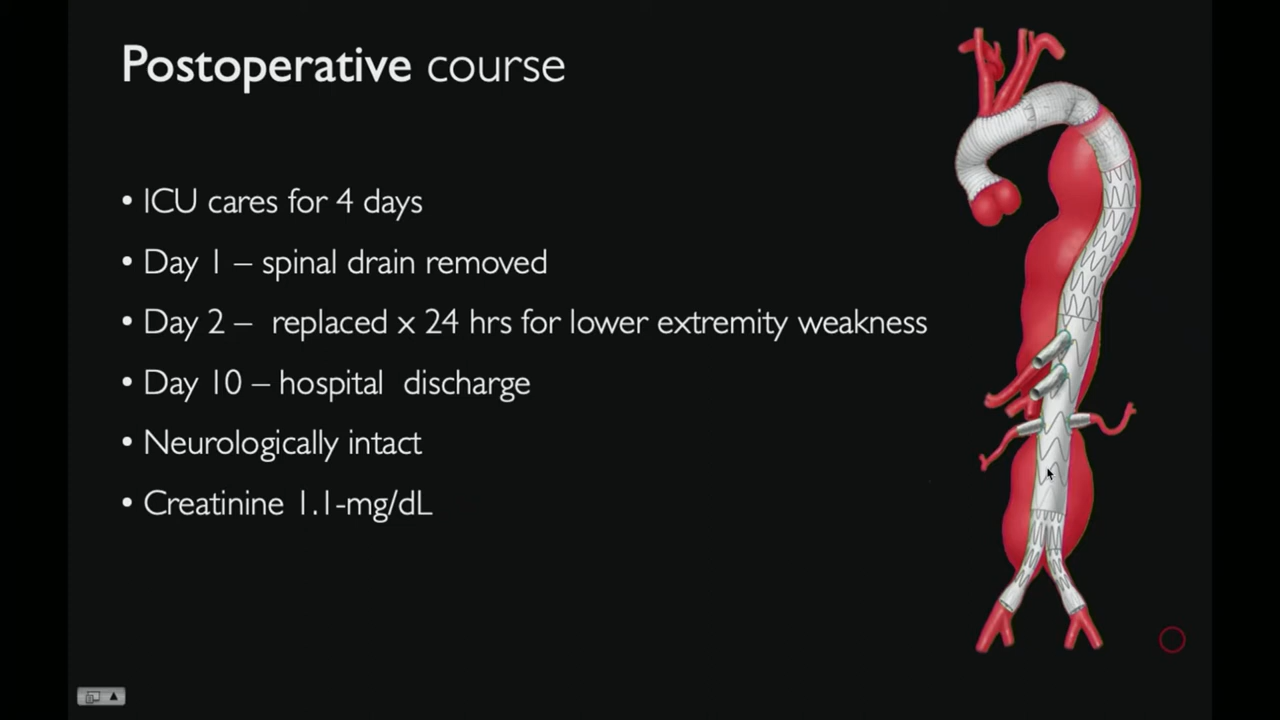 Postoperative course
• ICU cares for 4 days
• Day 1 – spinal drain removed
• Day 2 – replaced x 24 hrs for lower extremity weakness
• Day 10 – hospital discharge
• Neurologically intact
• Creatinine 1.1-mg/dL